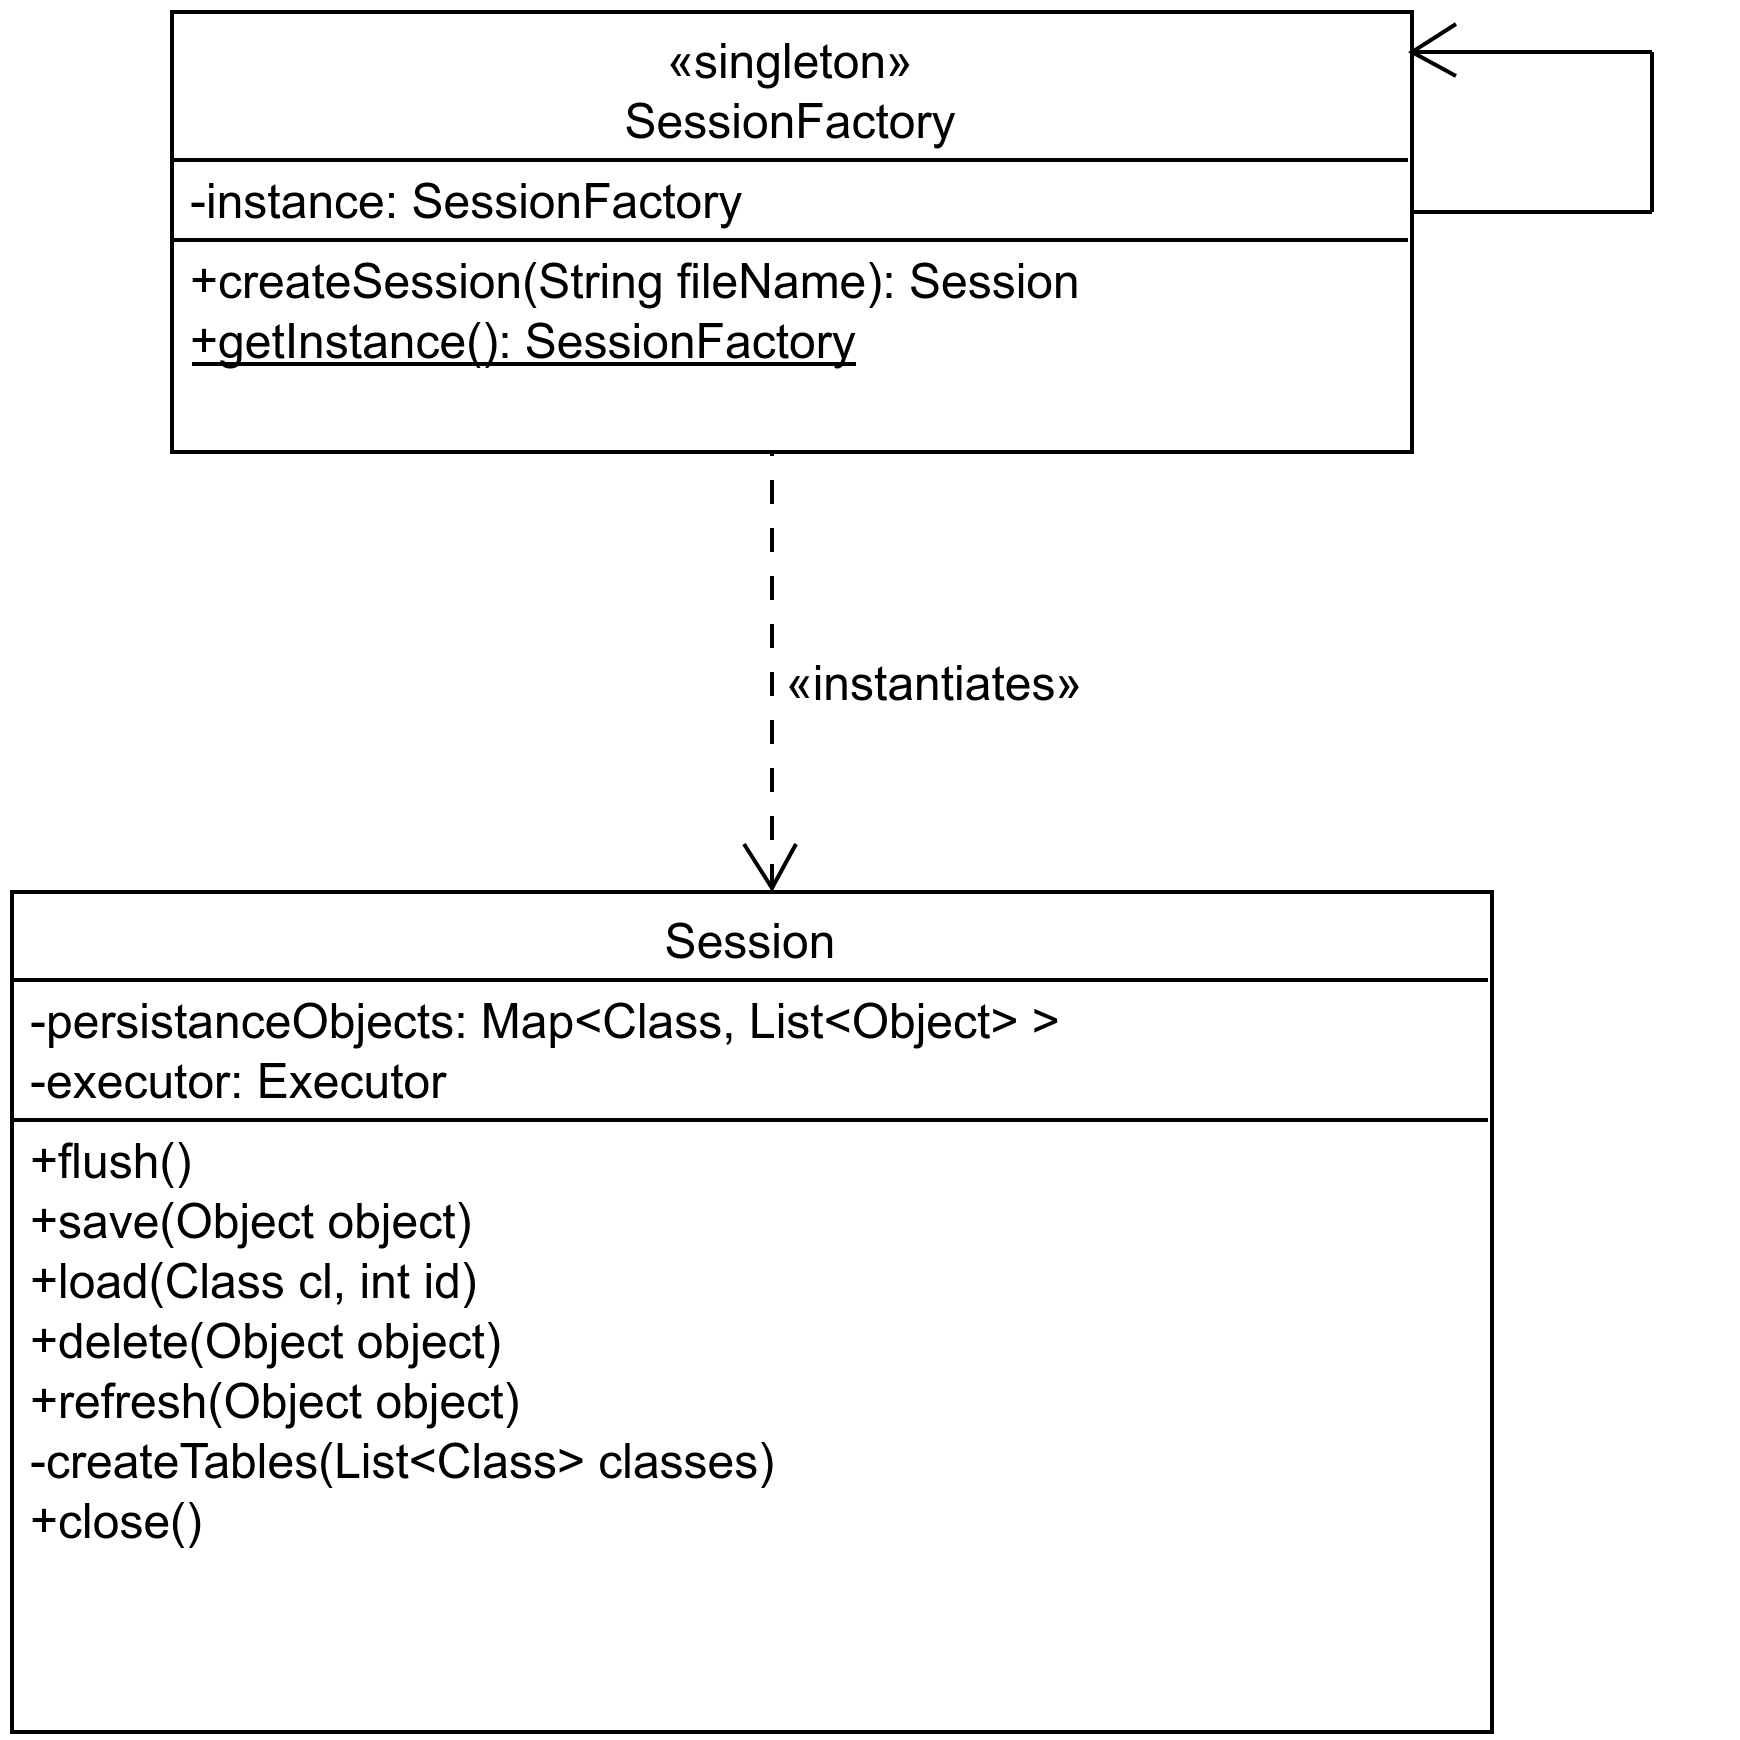 «singleton»
SessionFactory
-instance: SessionFactory
+createSession(String fileName): Session
+getInstance(): SessionFactory
«instantiates»
Session
-persistanceObjects: Map<Class, List<Object> >
-executor: Executor
+flush()
+save(Object object)
+load(Class cl, int id)
+delete(Object object)
+refresh(Object object)
-createTables(List<Class> classes)
+close()